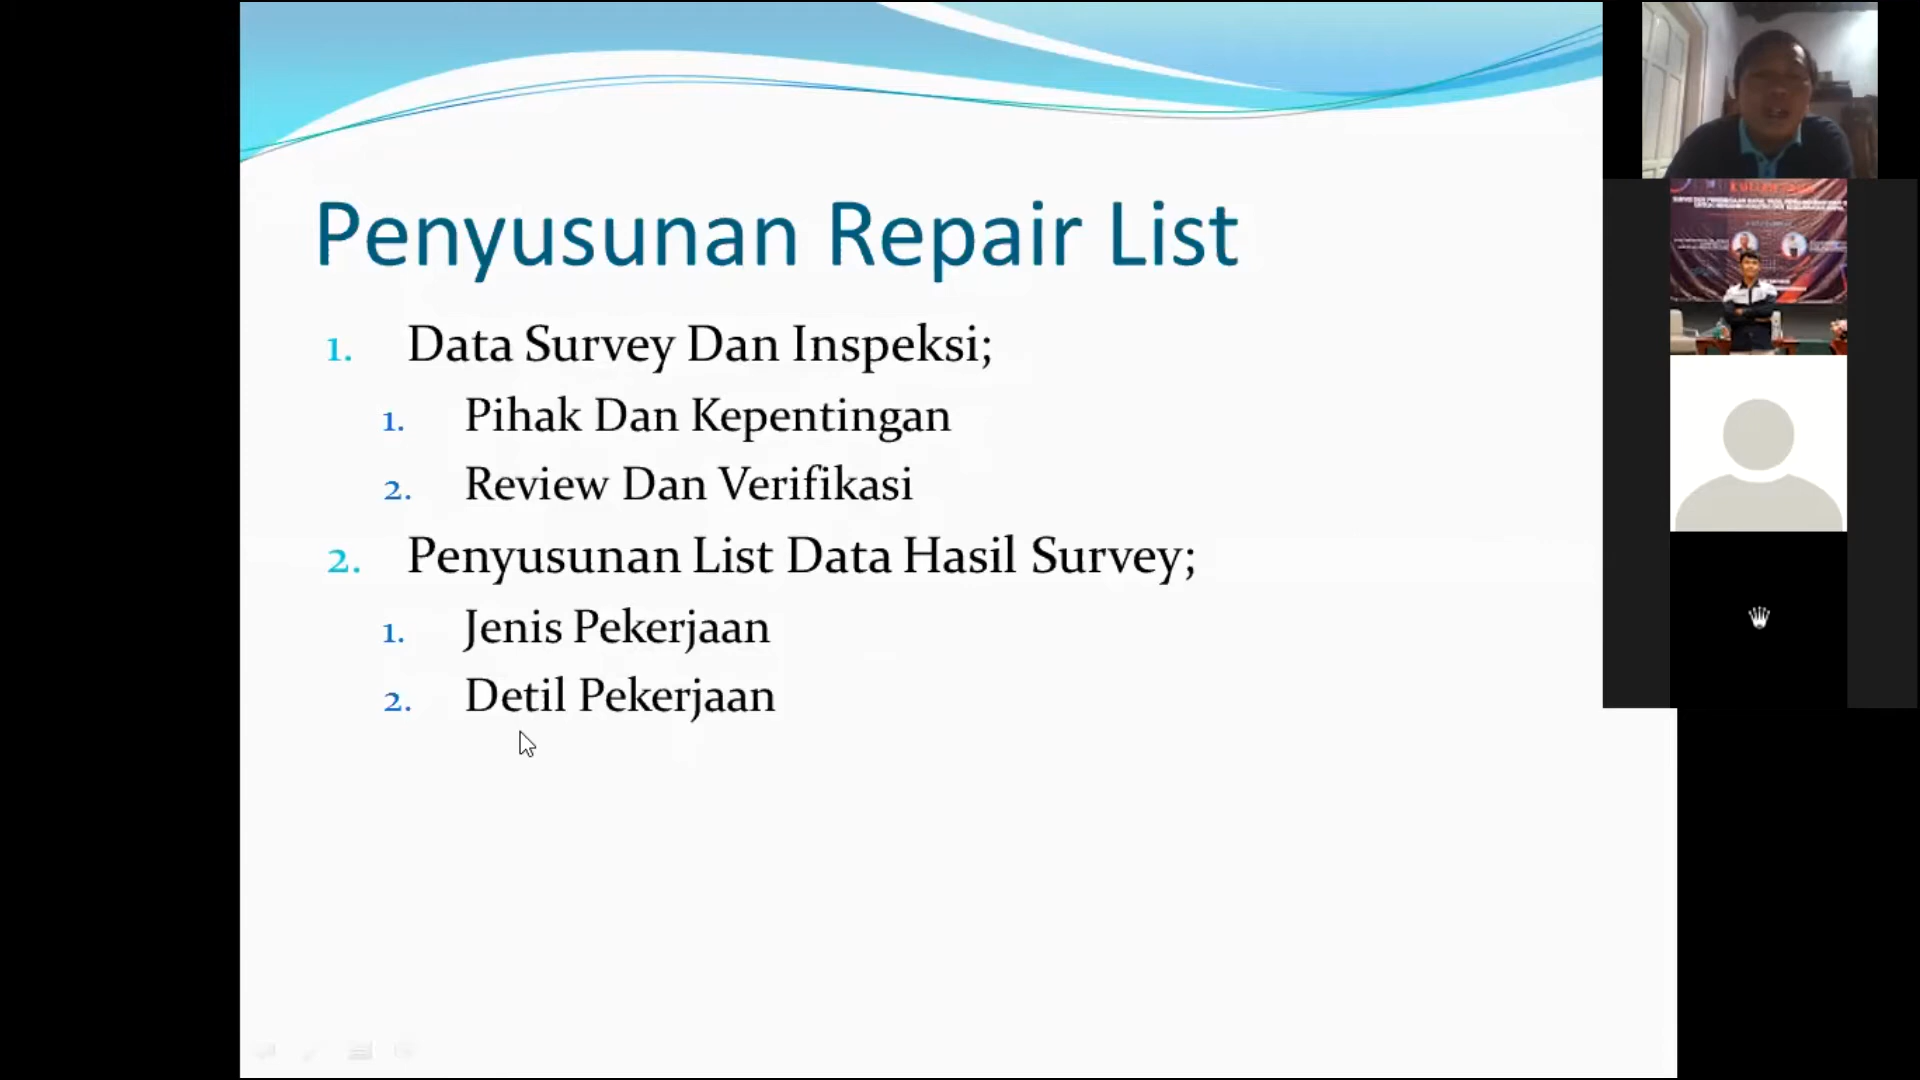 Penyusunan Repair List
1. Data Survey Dan Inspeksi;
1. Pihak Dan Kepentingan
2. Review Dan Verifikasi
2. Penyusunan List Data Hasil Survey;
1. Jenis Pekerjaan
2. Detil Pekerjaan